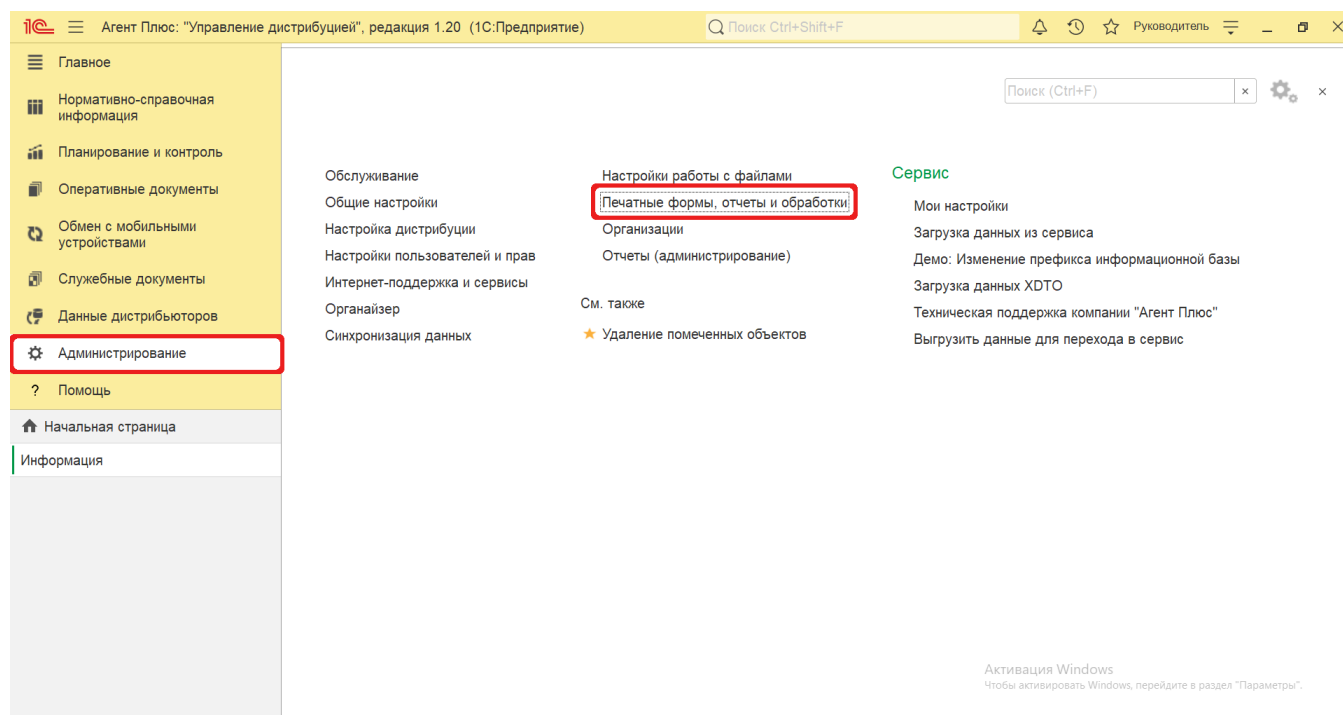 1С Агент Плюс: "Управление дистрибуцией", редакция 1.20 (1С:Предприятие) Поиск Ctrl+Shift+F Руководитель
Главное
Нормативно-справочная
информация
Планирование и контроль
Оперативные документы
Обмен с мобильными
устройствами
Служебные документы
Данные дистрибьюторов
Администрирование
? Помощь
Начальная страница
Информация
Поиск (Ctrl+F) × ×
Обслуживание
Общие настройки
Настройка дистрибуции
Настройки пользователей и прав
Интернет-поддержка и сервисы
Органайзер
Синхронизация данных
Настройки работы с файлами
Печатные формы, отчеты и обработки
Организации
Отчеты (администрирование)
См. также
Удаление помеченных объектов
Сервис
Мои настройки
Загрузка данных из сервиса
Демо: Изменение префикса информационной базы
Загрузка данных XDTO
Техническая поддержка компании "Агент Плюс"
Выгрузить данные для перехода в сервис
Активация Windows
Чтобы активировать Windows, перейдите в раздел "Параметры".